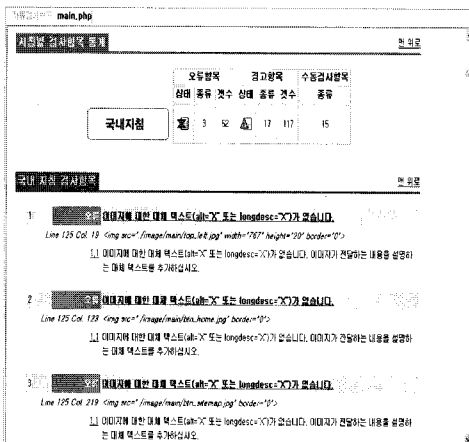 main.php
지침별 검사항목 통계
맨 위로
오류항목 경고항목 수동검사항목
상태 종류 갯수 상태 종류 갯수 종류
국내지침 3 52 17 117 15
국내 지침 검사항목
맨 위로
1 오류 이미지에 대한 대체 텍스트(alt="X" 또는 longdesc="X")가 없습니다.
Line 125 Col. 19 <img src="./image/main/top_left.jpg" width="767" height="90" border="0">
1.1 이미지에 대한 대체 텍스트(alt="X" 또는 longdesc="X")가 없습니다. 이미지가 전달하는 내용을 설명하
는 대체 텍스트를 추가하십시오.
2 오류 이미지에 대한 대체 텍스트(alt="X" 또는 longdesc="X")가 없습니다.
Line 125 Col. 123 <img src="./image/main/btn_home.jpg" border="0">
1.1 이미지에 대한 대체 텍스트(alt="X" 또는 longdesc="X")가 없습니다. 이미지가 전달하는 내용을 설명하
는 대체 텍스트를 추가하십시오.
3 오류 이미지에 대한 대체 텍스트(alt="X" 또는 longdesc="X")가 없습니다.
Line 125 Col. 219 <img src="./image/main/btn_sitemap.jpg" border="0">
1.1 이미지에 대한 대체 텍스트(alt="X" 또는 longdesc="X")가 없습니다. 이미지가 전달하는 내용을 설명하
는 대체 텍스트를 추가하십시오.